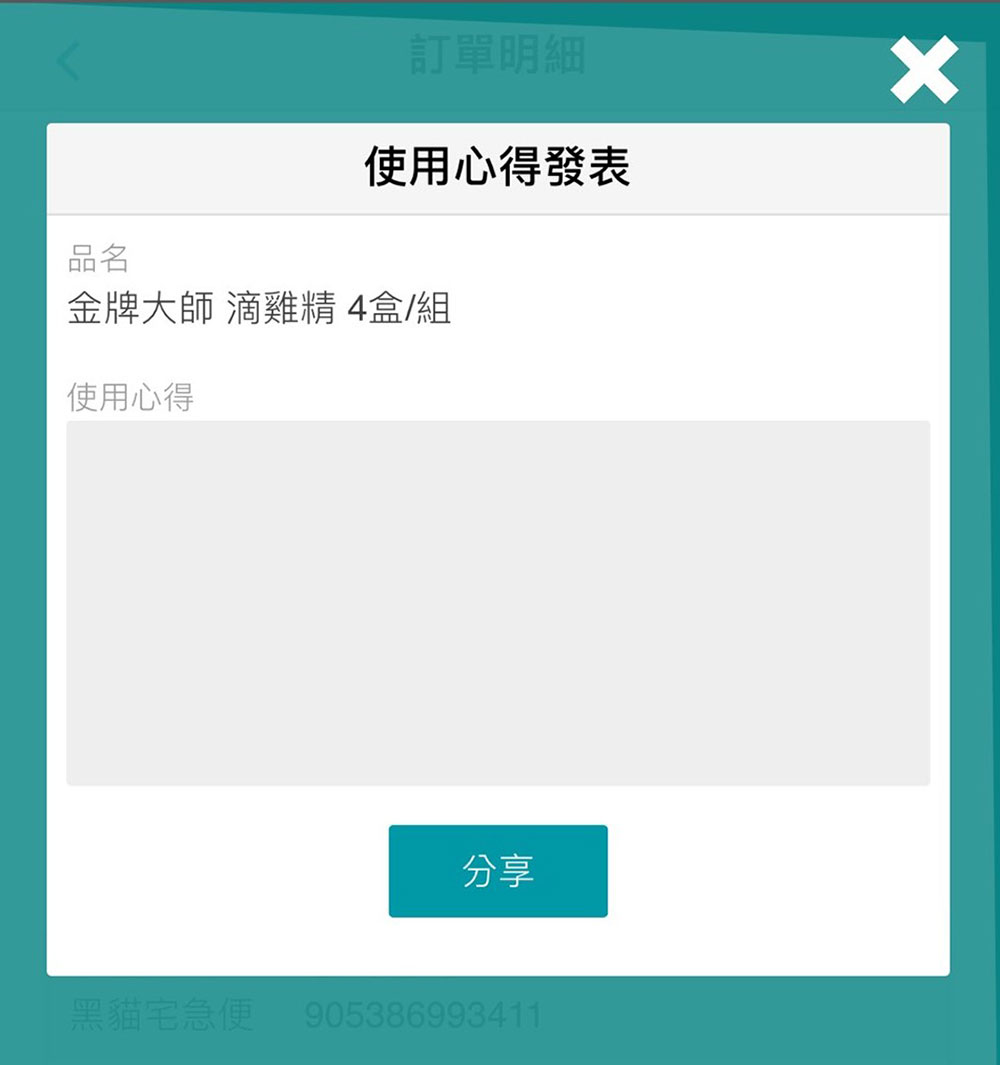 訂單明細
使用心得發表
品名
金牌大師 滴雞精 4盒/組
使用心得
分享
黑貓宅急便 905386993411